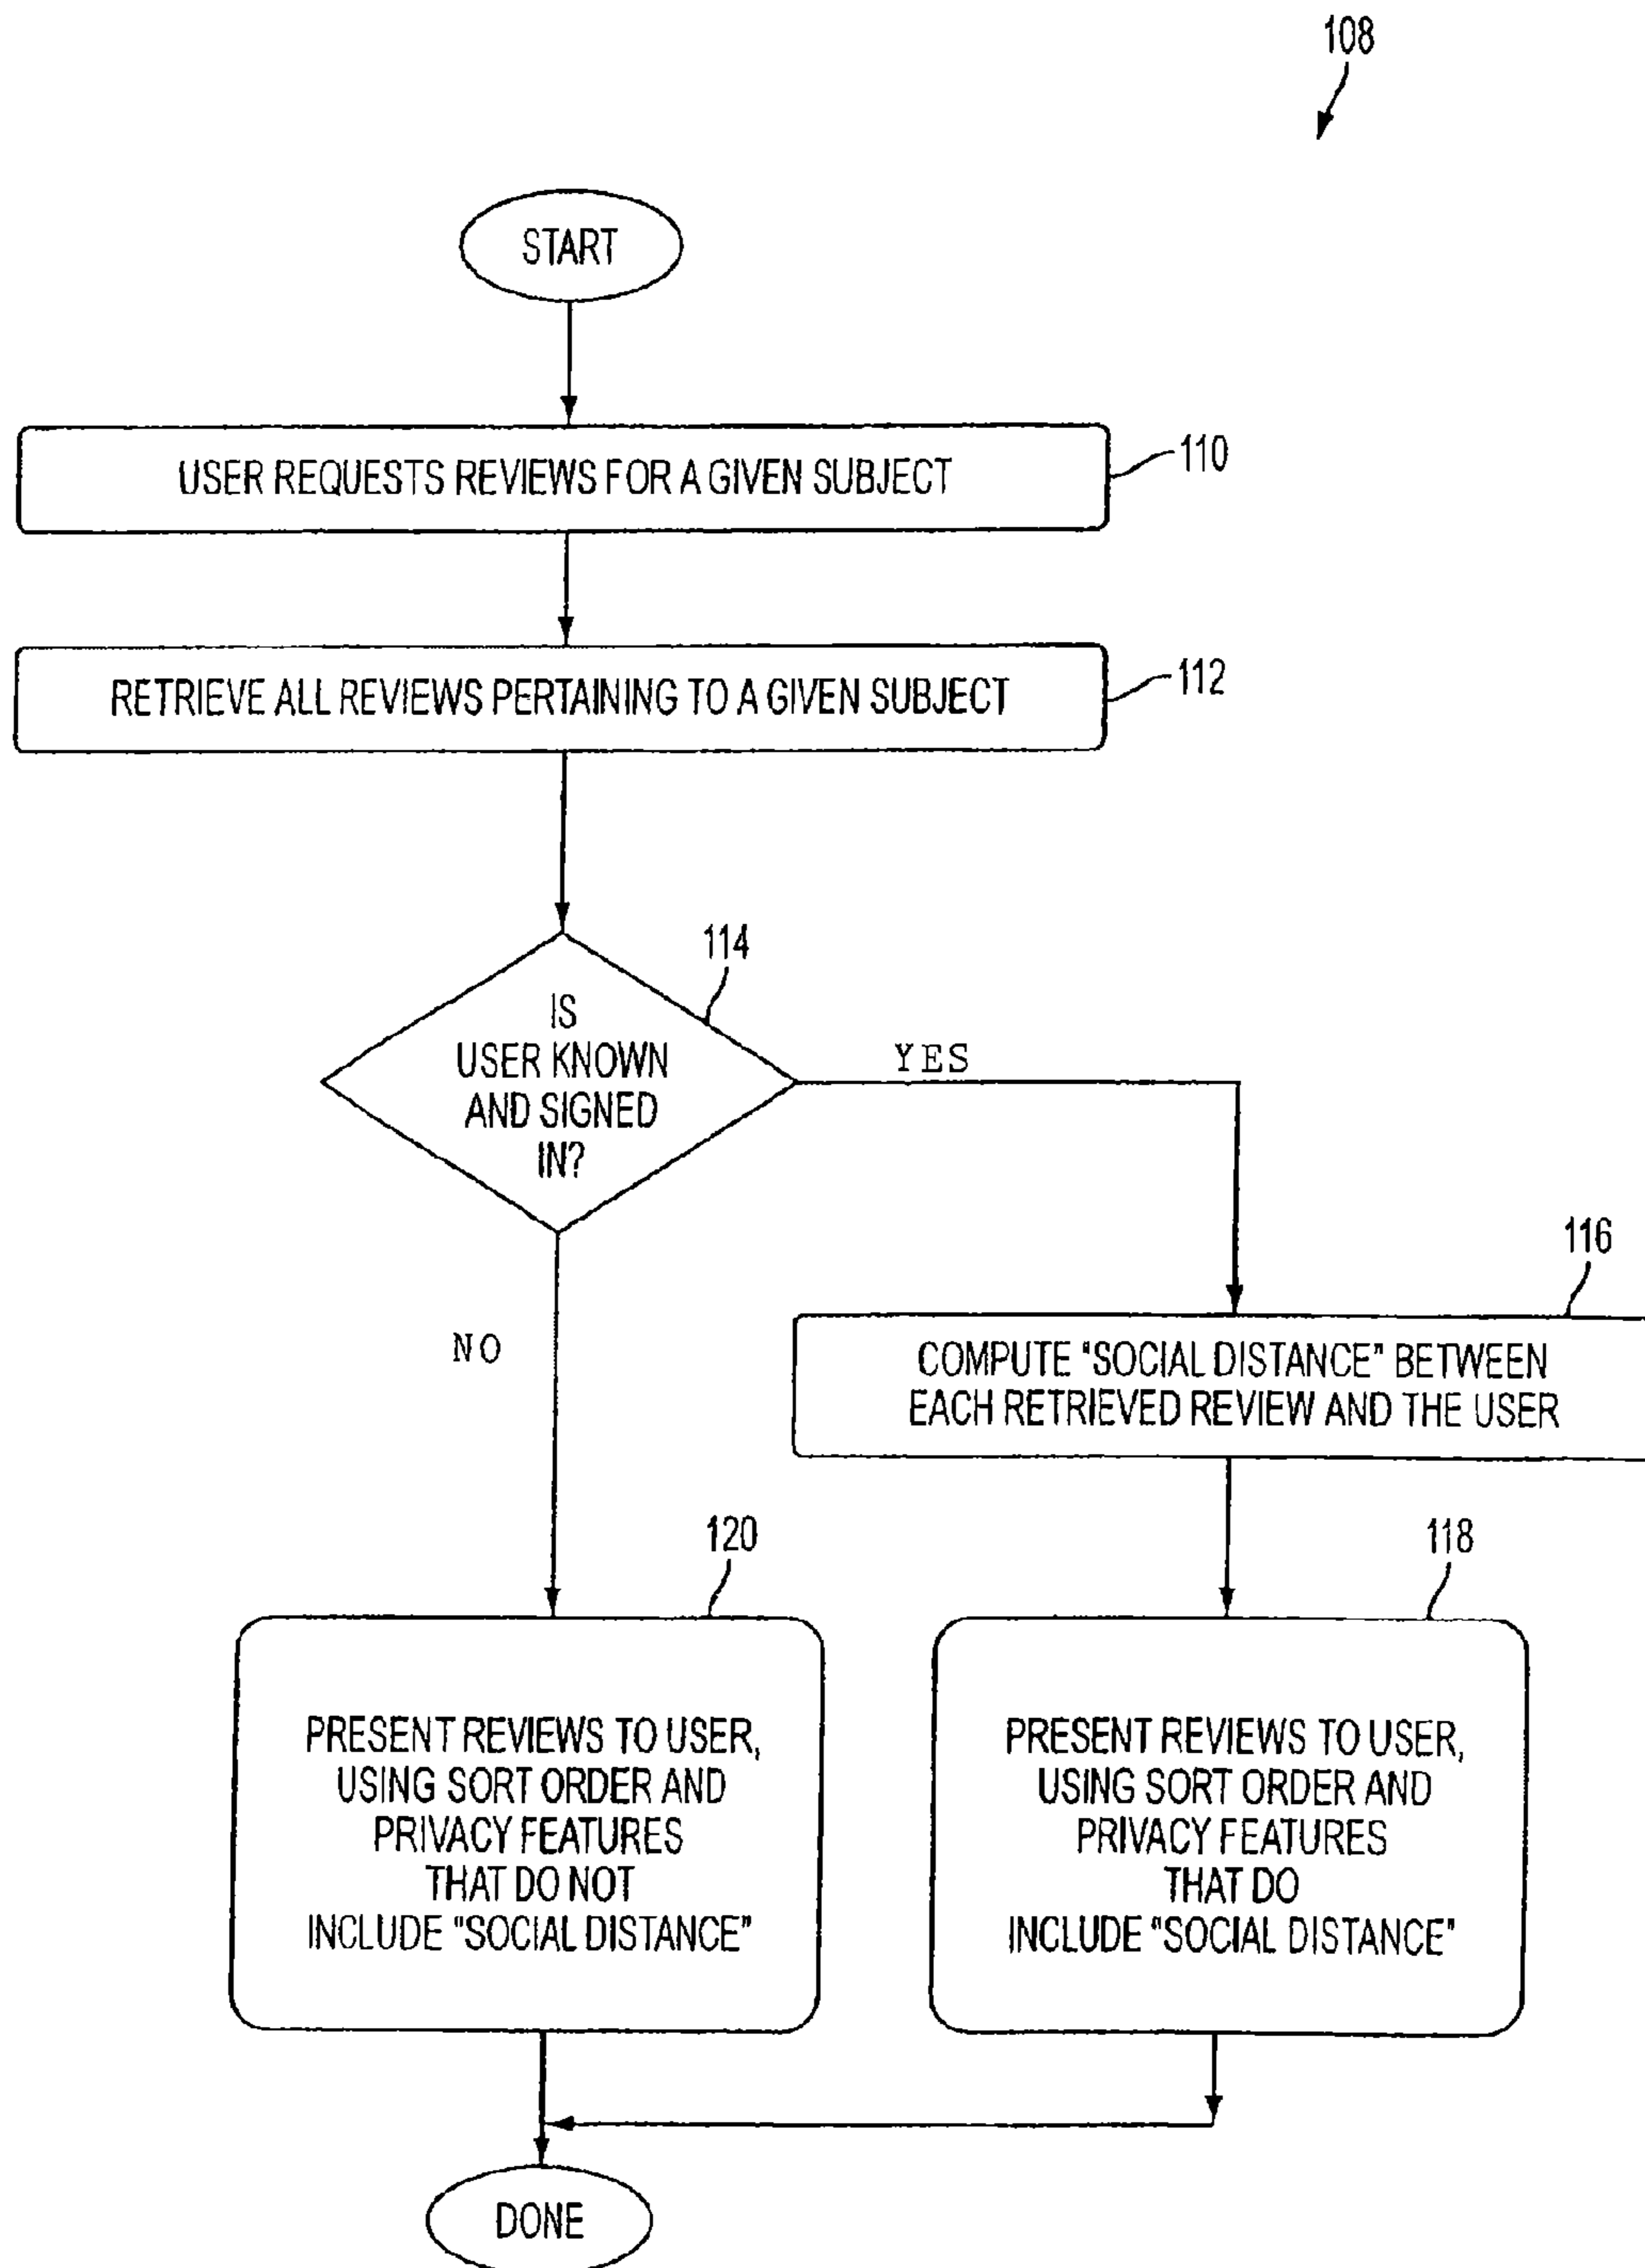 108
START
USER REQUESTS REVIEWS FOR A GIVEN SUBJECT
110
RETRIEVE ALL REVIEWS PERTAINING TO A GIVEN SUBJECT
112
114
IS
USER KNOWN
AND SIGNED
IN?
YES
NO
116
COMPUTE "SOCIAL DISTANCE" BETWEEN
EACH RETRIEVED REVIEW AND THE USER
120
PRESENT REVIEWS TO USER,
USING SORT ORDER AND
PRIVACY FEATURES
THAT DO NOT
INCLUDE "SOCIAL DISTANCE"
118
PRESENT REVIEWS TO USER,
USING SORT ORDER AND
PRIVACY FEATURES
THAT DO
INCLUDE "SOCIAL DISTANCE"
DONE